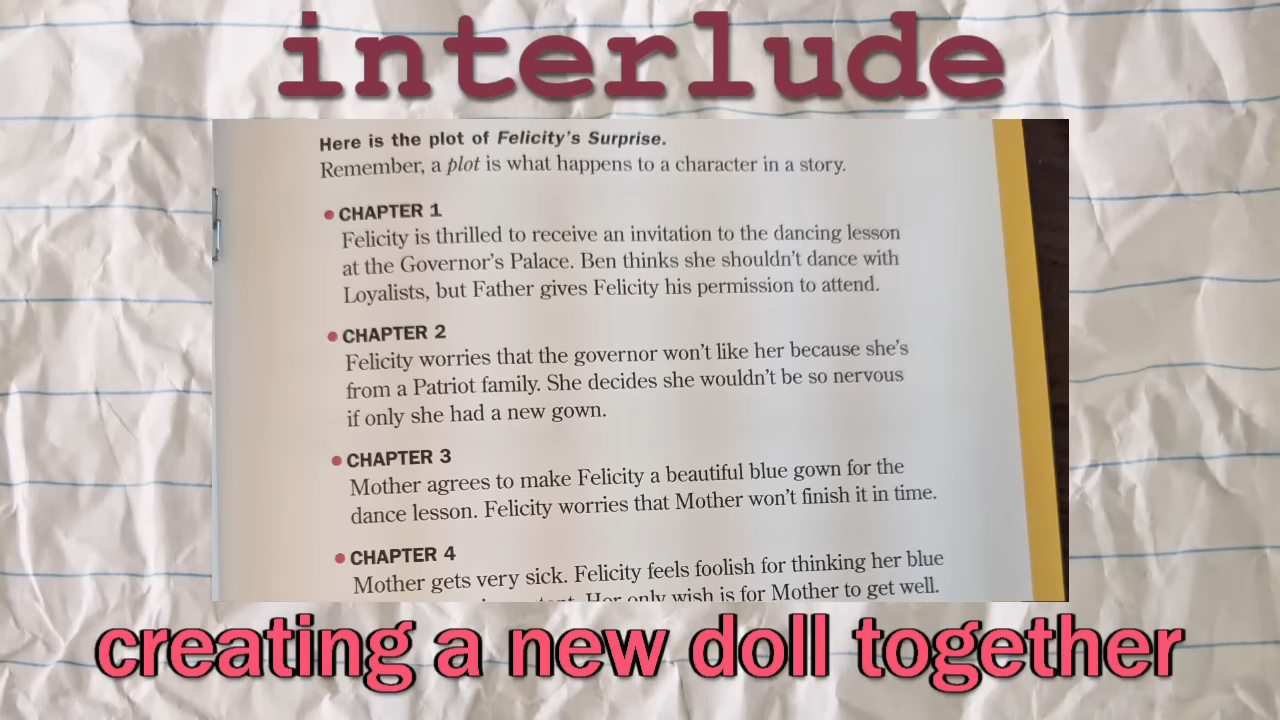 interlude
Here is the plot of Felicity's Surprise.
Remember, a plot is what happens to a character in a story.
• CHAPTER 1
Felicity is thrilled to receive an invitation to the dancing lesson
at the Governor's Palace. Ben thinks she shouldn't dance with
Loyalists, but Father gives Felicity his permission to attend.
• CHAPTER 2
Felicity worries that the governor won't like her because she's
from a Patriot family. She decides she wouldn't be so nervous
if only she had a new gown.
• CHAPTER 3
Mother agrees to make Felicity a beautiful blue gown for the
dance lesson. Felicity worries that Mother won't finish it in time.
• CHAPTER 4
Mother gets very sick. Felicity feels foolish for thinking her blue
Her only wish is for Mother to get well.
creating a new doll together